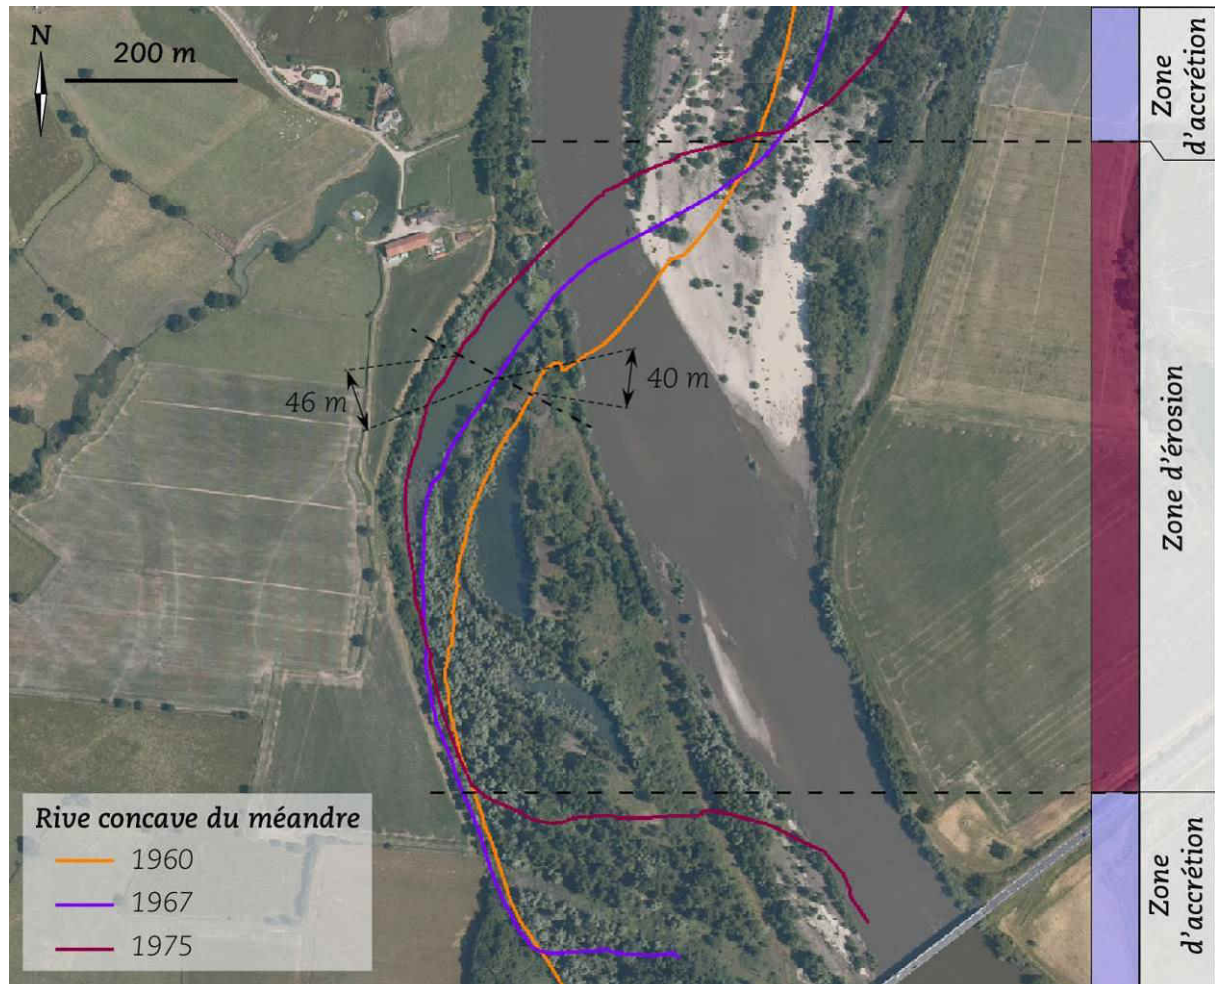 N
200 m
46 m
40 m
Rive concave du méandre
1960
1967
1975
Zone
d'accrétion
Zone d'érosion
Zone
d'accrétion